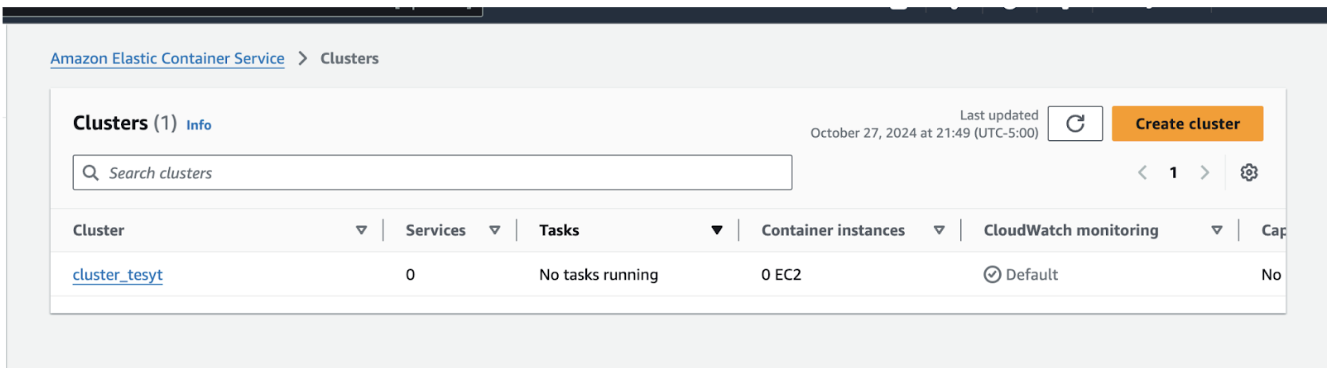 Amazon Elastic Container Service > Clusters
Clusters (1) Info
Last updated
October 27, 2024 at 21:49 (UTC-5:00)
Create cluster
Search clusters
< 1 >
Cluster Services Tasks Container instances CloudWatch monitoring Cap
cluster_tesyt 0 No tasks running 0 EC2 Default No